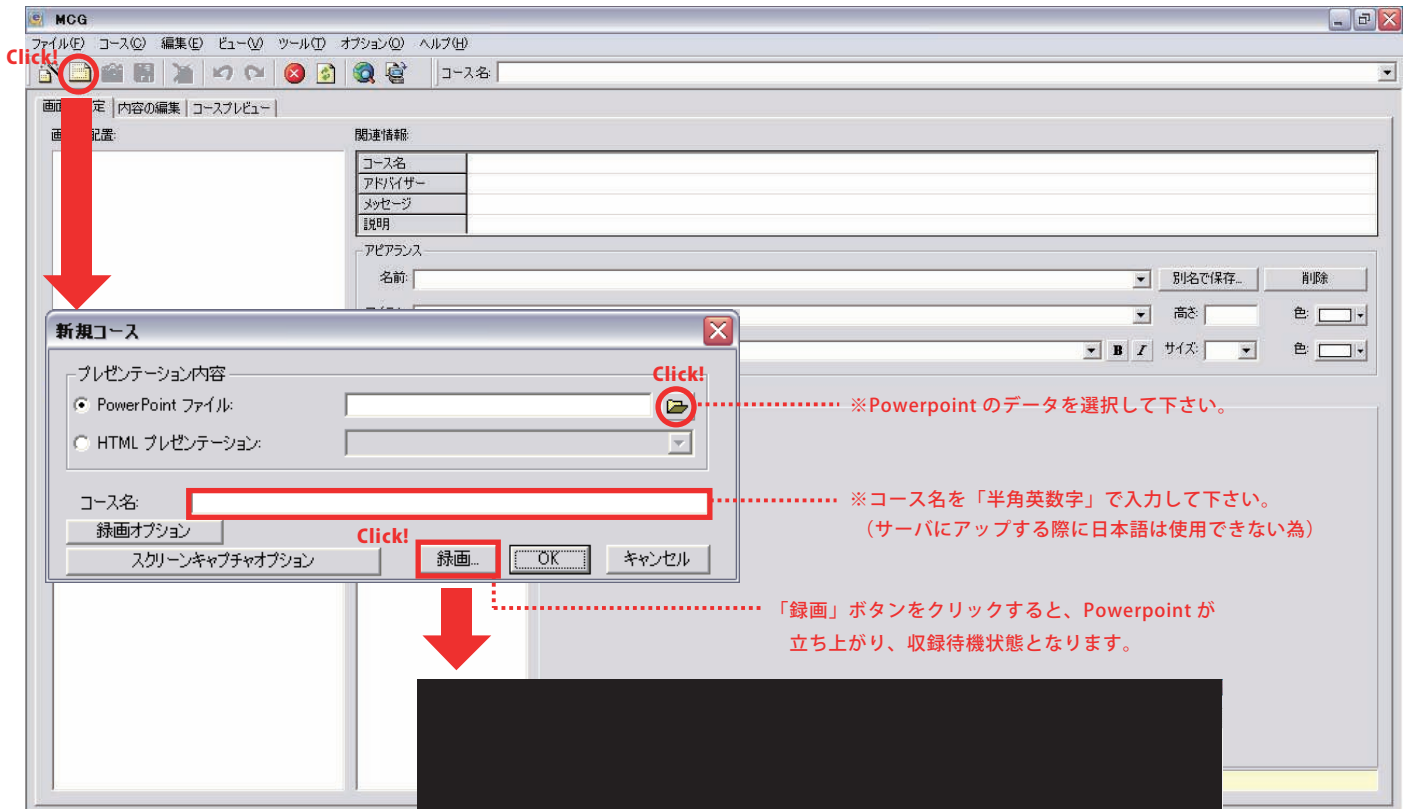 MCG
ファイル(F) コース(C) 編集(E) ビュー(V) ツール(T) オプション(O) ヘルプ(H)
Click!
コース名:
画面 定 内容の編集 コースプレビュー
画 配置:
関連情報:
コース名
アドバイザー
メッセージ
説明
アピアランス
名前:
別名で保存...
削除
高さ:
色:
B I サイズ:
色:
新規コース
プレゼンテーション内容
Click!
PowerPoint ファイル:
※Powerpoint のデータを選択して下さい。
HTML プレゼンテーション:
コース名:
※コース名を「半角英数字」で入力して下さい。
（サーバにアップする際に日本語は使用できない為）
録画オプション
Click!
スクリーンキャプチャオプション
録画...
OK
キャンセル
「録画」ボタンをクリックすると、Powerpoint が
立ち上がり、収録待機状態となります。